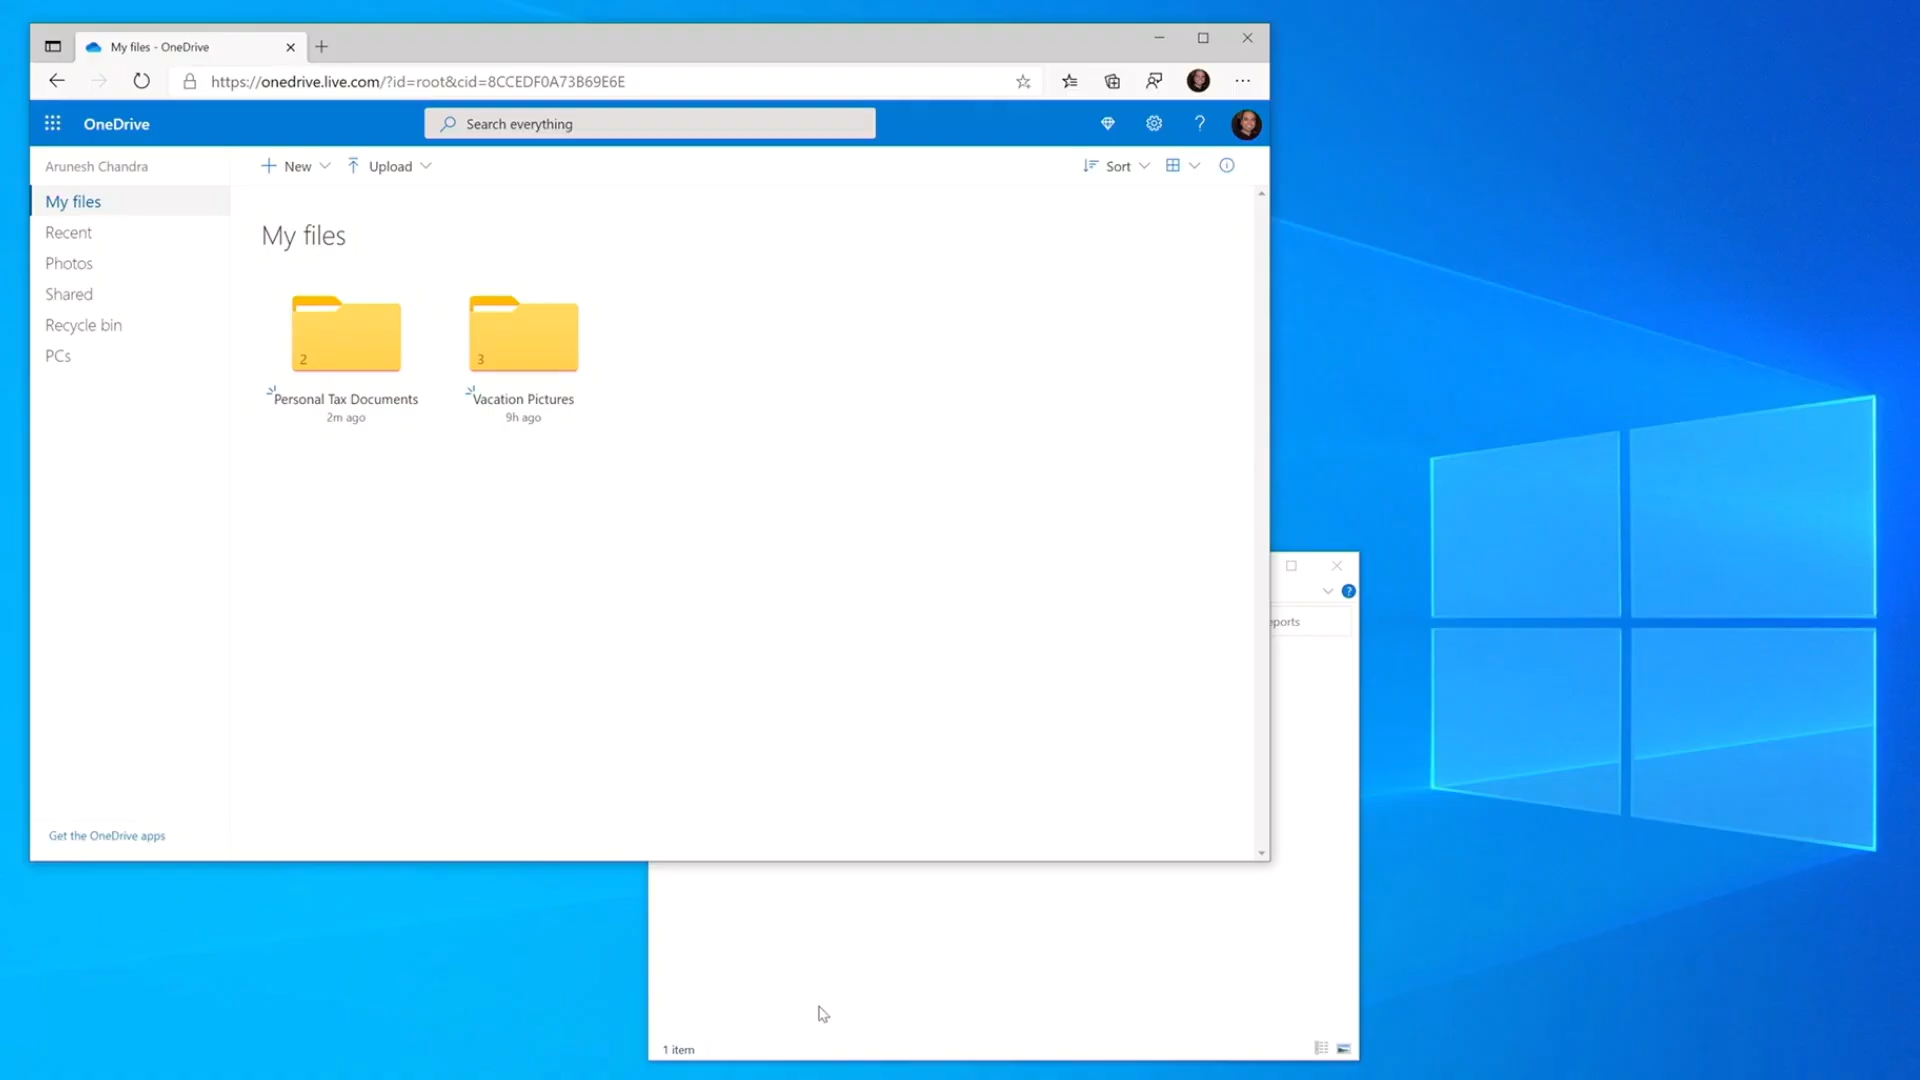 My files - OneDrive
https://onedrive.live.com/?id=root&cid=8CCEDF0A73B69E6E
OneDrive
Search everything
?
Arunesh Chandra
New
Upload
Sort
My files
Recent
Photos
Shared
Recycle bin
PCs
My files
2
3
Personal Tax Documents
Vacation Pictures
2m ago
9h ago
?
eports
Get the OneDrive apps
1 item